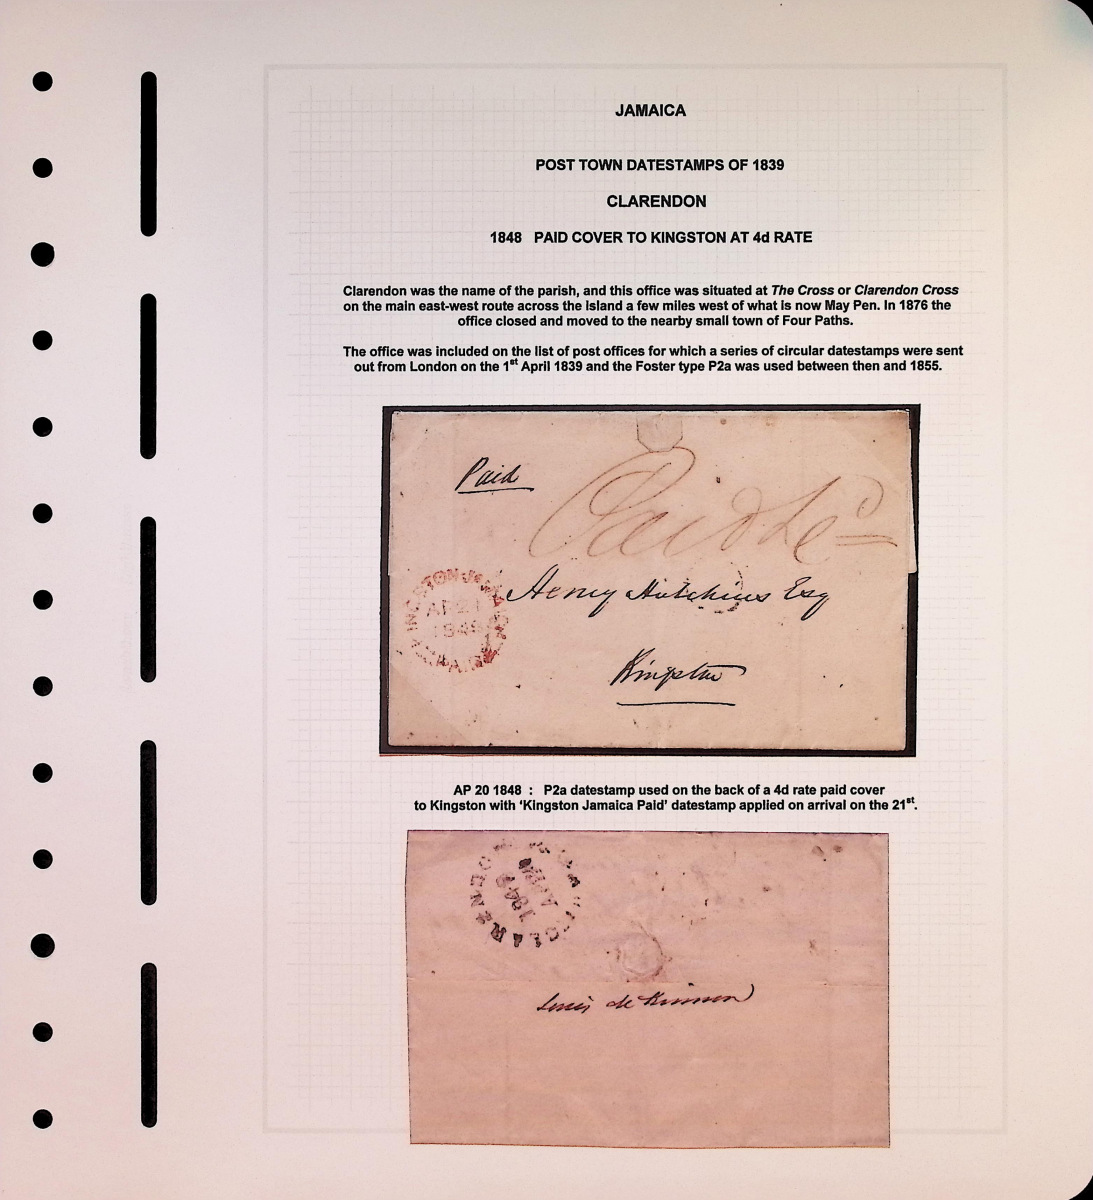 JAMAICA
POST TOWN DATESTAMPS OF 1839
CLARENDON
1848 PAID COVER TO KINGSTON AT 4d RATE
Clarendon was the name of the parish, and this office was situated at The Cross or Clarendon Cross
on the main east-west route across the island a few miles west of what is now May Pen. In 1876 the
office closed and moved to the nearby small town of Four Paths.
The office was included on the list of post offices for which a series of circular datestamps were sent
out from London on the 1st April 1839 and the Foster type P2a was used between then and 1855.
Paid
Paid
KINGSTON JAMAICA
AP 21
1848
PAID
Henry Hutchins Esq
Kingston
AP 20 1848 : P2a datestamp used on the back of a 4d rate paid cover
to Kingston with ‘Kingston Jamaica Paid’ datestamp applied on arrival on the 21st.
CLARENDON
1848
de